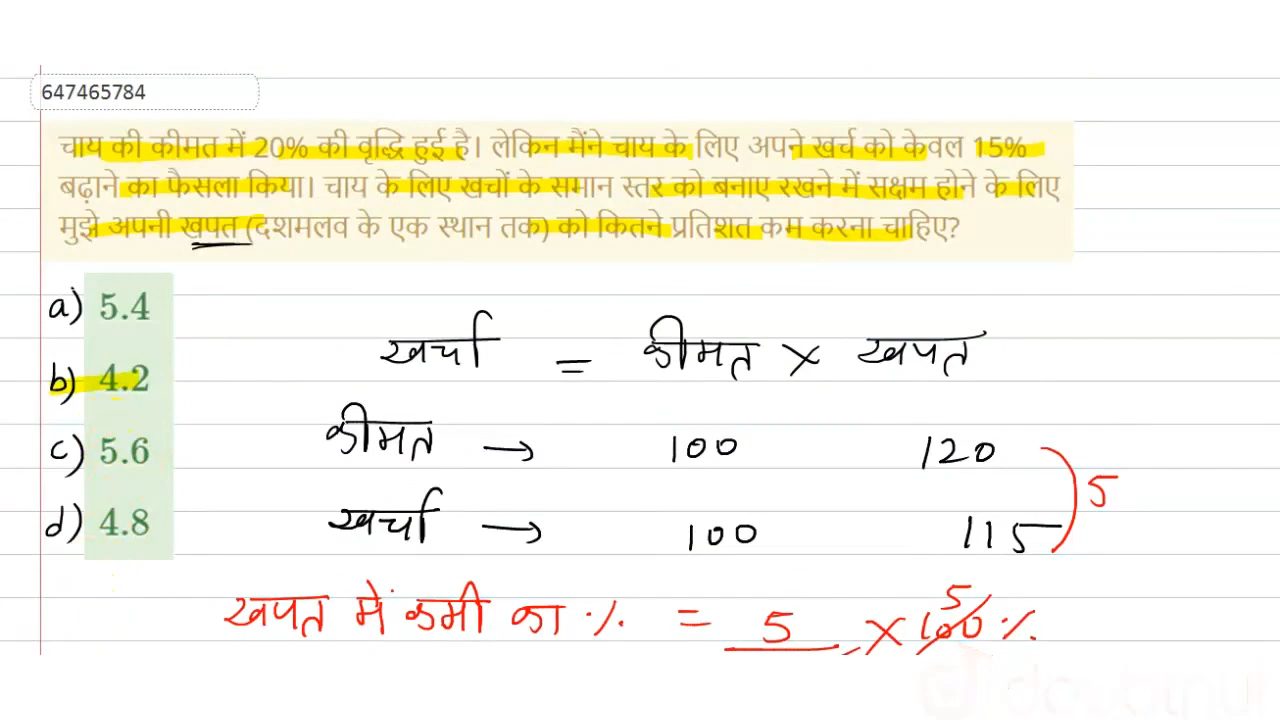 647465784
चाय की कीमत में 20% की वृद्धि हुई है। लेकिन मैंने चाय के लिए अपने खर्च को केवल 15%
बढ़ाने का फैसला किया। चाय के लिए खर्चों के समान स्तर को बनाए रखने में सक्षम होने के लिए
मुझे अपनी खपत (दशमलव के एक स्थान तक) को कितने प्रतिशत कम करना चाहिए?
a) 5.4
b) 4.2
c) 5.6
d) 4.8
खर्चा = कीमत × खपत
कीमत → 100 120
खर्चा → 100 115
5
खपत में कमी का % = 5 × 100 %
5